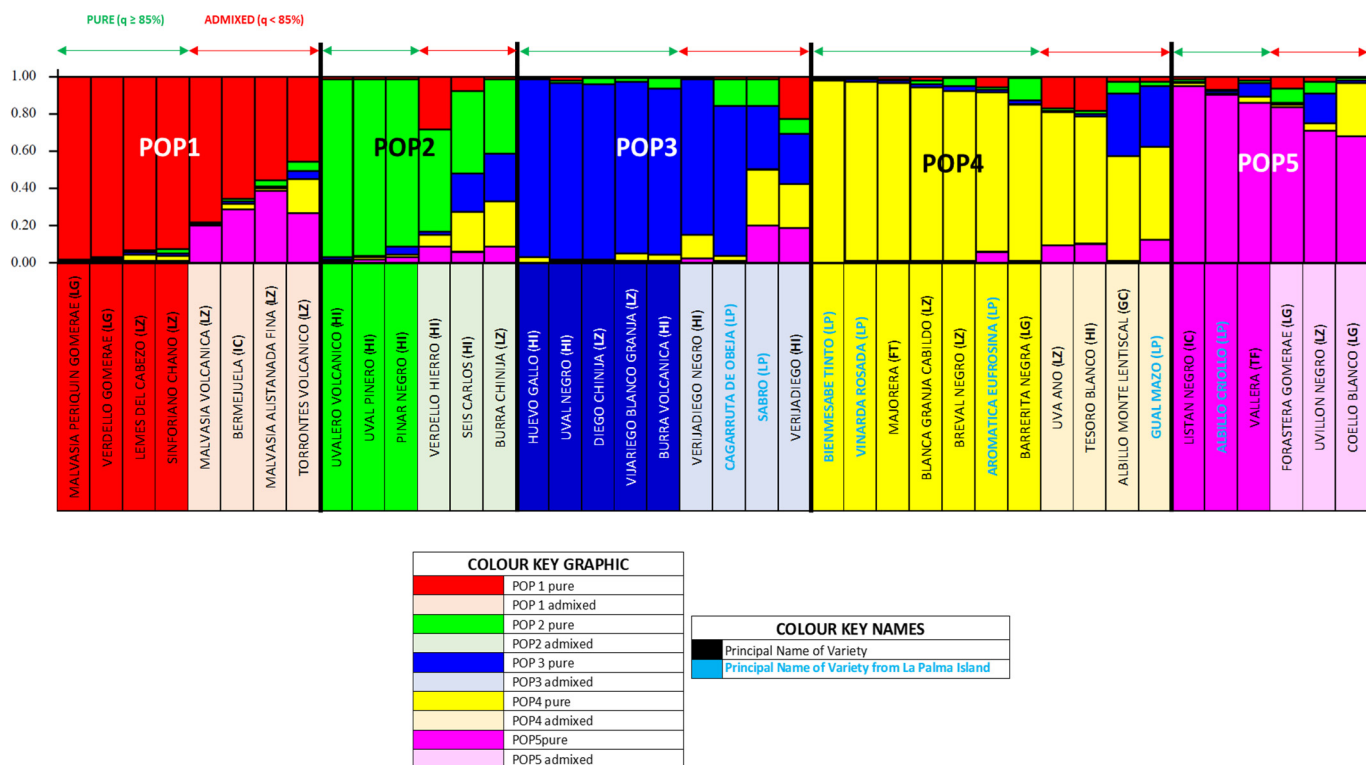 PURE (q ≥ 85%)
ADMIXED (q < 85%)
1.00
0.80
0.60
0.40
0.20
0.00
POP1
POP2
POP3
POP4
POP5
MALVASIA PERIQUIN GOMERAE (LG)
VERDELLO GOMERAE (LG)
LEMES DEL CABEZO (LZ)
SINFORIANO CHANO (LZ)
MALVASIA VOLCANICA (LZ)
BERMEJUELA (IC)
MALVASIA ALISTANADA FINA (LZ)
TORRONTES VOLCANICO (LZ)
UVALERO VOLCANICO (HI)
UVAL PINERO (HI)
PINAR NEGRO (HI)
VERDELLO HIERRO (HI)
SEIS CARLOS (HI)
BURRA CHINIJA (LZ)
HUEVO GALLO (HI)
UVAL NEGRO (HI)
DIEGO CHINIJA (LZ)
VIJARIEGO BLANCO GRANJA (LZ)
BURRA VOLCANICA (HI)
VERIJADIEGO NEGRO (HI)
CAGARRUTA DE OBEJA (LP)
SABRO (LP)
VERIJADIEGO (HI)
BIENMESABE TINTO (LP)
VINARDA ROSADA (LP)
MAJORERA (FT)
BLANCA GRANJA CABILDO (LZ)
BREVAL NEGRO (LZ)
AROMATICA EUFROSINA (LP)
BARRERITA NEGRA (LG)
UVA ANO (LZ)
TESORO BLANCO (HI)
ALBILLO MONTE LENTISCAL (GC)
GUAL MAZO (LP)
LISTAN NEGRO (IC)
ALBILLO CRIOLLO (LP)
VALLERA (TF)
FORASTERA GOMERAE (LG)
UVILLON NEGRO (LZ)
COELLO BLANCO (LG)
COLOUR KEY GRAPHIC
POP 1 pure
POP 1 admixed
POP 2 pure
POP2 admixed
POP 3 pure
POP3 admixed
POP4 pure
POP4 admixed
POP5pure
POP5 admixed
COLOUR KEY NAMES
Principal Name of Variety
Principal Name of Variety from La Palma Island